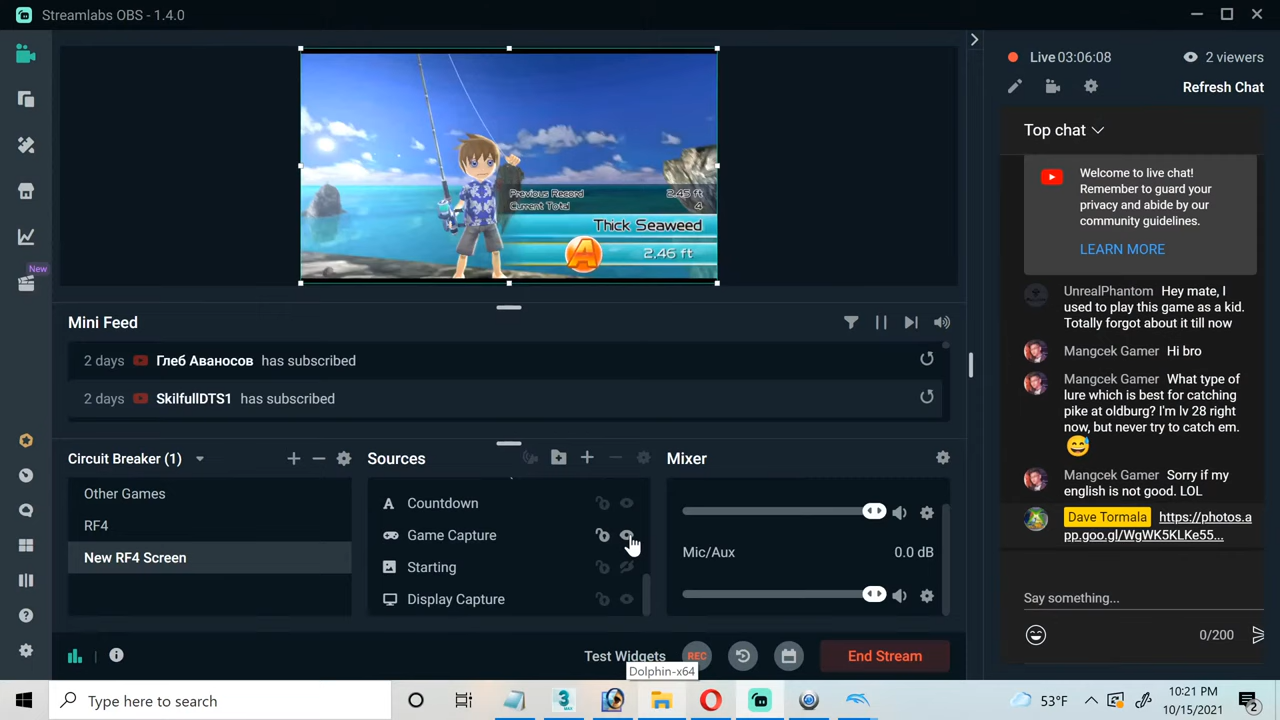 Streamlabs OBS - 1.4.0
Live 03:06:08
2 viewers
Refresh Chat
Top chat
Welcome to live chat!
Remember to guard your
privacy and abide by our
community guidelines.
LEARN MORE
UnrealPhantom Hey mate, I
used to play this game as a kid.
Totally forgot about it till now
Mangcek Gamer Hi bro
Mangcek Gamer What type of
lure which is best for catching
pike at oldburg? I'm lv 28 right
now, but never try to catch em.
Mangcek Gamer Sorry if my
english is not good. LOL
Dave Tormala https://photos.a
pp.goo.gl/WgWK5KLKe55...
Say something...
0/200
Previous Record 2.45 ft
Current Total 4
Thick Seaweed
A 2.46 ft
New
Mini Feed
2 days Глеб Аваносов has subscribed
2 days SkilfullDTS1 has subscribed
Circuit Breaker (1)
Other Games
RF4
New RF4 Screen
Sources
A Countdown
Game Capture
Starting
Display Capture
Mixer
Mic/Aux 0.0 dB
Test Widgets
REC
End Stream
Dolphin-x64
Type here to search
53°F
10:21 PM
10/15/2021
2